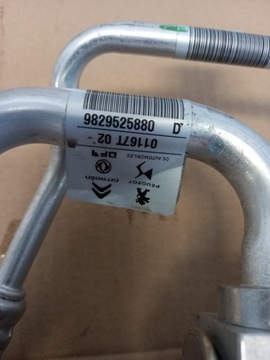 9829525880 D
01167T 02
DS AUTOMOBILES
CITROËN
PEUGEOT